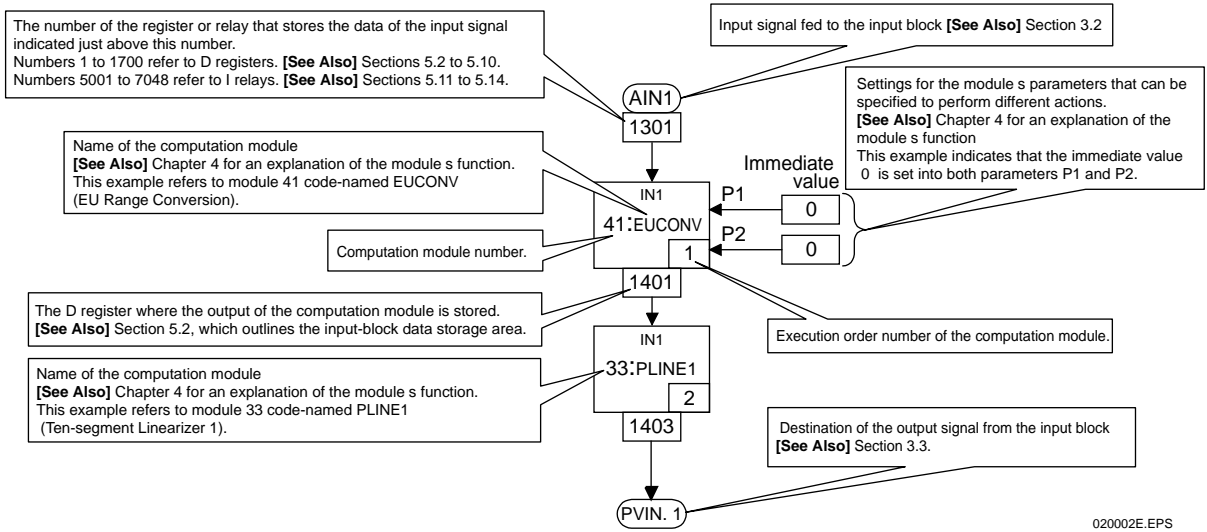 The number of the register or relay that stores the data of the input signal
indicated just above this number.
Numbers 1 to 1700 refer to D registers. [See Also] Sections 5.2 to 5.10.
Numbers 5001 to 7048 refer to I relays. [See Also] Sections 5.11 to 5.14.
Input signal fed to the input block [See Also] Section 3.2
AIN1
1301
Settings for the module s parameters that can be
specified to perform different actions.
[See Also] Chapter 4 for an explanation of the
module s function
This example indicates that the immediate value
0 is set into both parameters P1 and P2.
Name of the computation module
[See Also] Chapter 4 for an explanation of the module s function.
This example refers to module 41 code-named EUCONV
(EU Range Conversion).
Immediate
value
IN1
P1
0
41:EUCONV
P2
0
1
Computation module number.
1401
The D register where the output of the computation module is stored.
[See Also] Section 5.2, which outlines the input-block data storage area.
Execution order number of the computation module.
IN1
33:PLINE1
2
Name of the computation module
[See Also] Chapter 4 for an explanation of the module s function.
This example refers to module 33 code-named PLINE1
(Ten-segment Linearizer 1).
1403
Destination of the output signal from the input block
[See Also] Section 3.3.
PVIN. 1
020002E.EPS